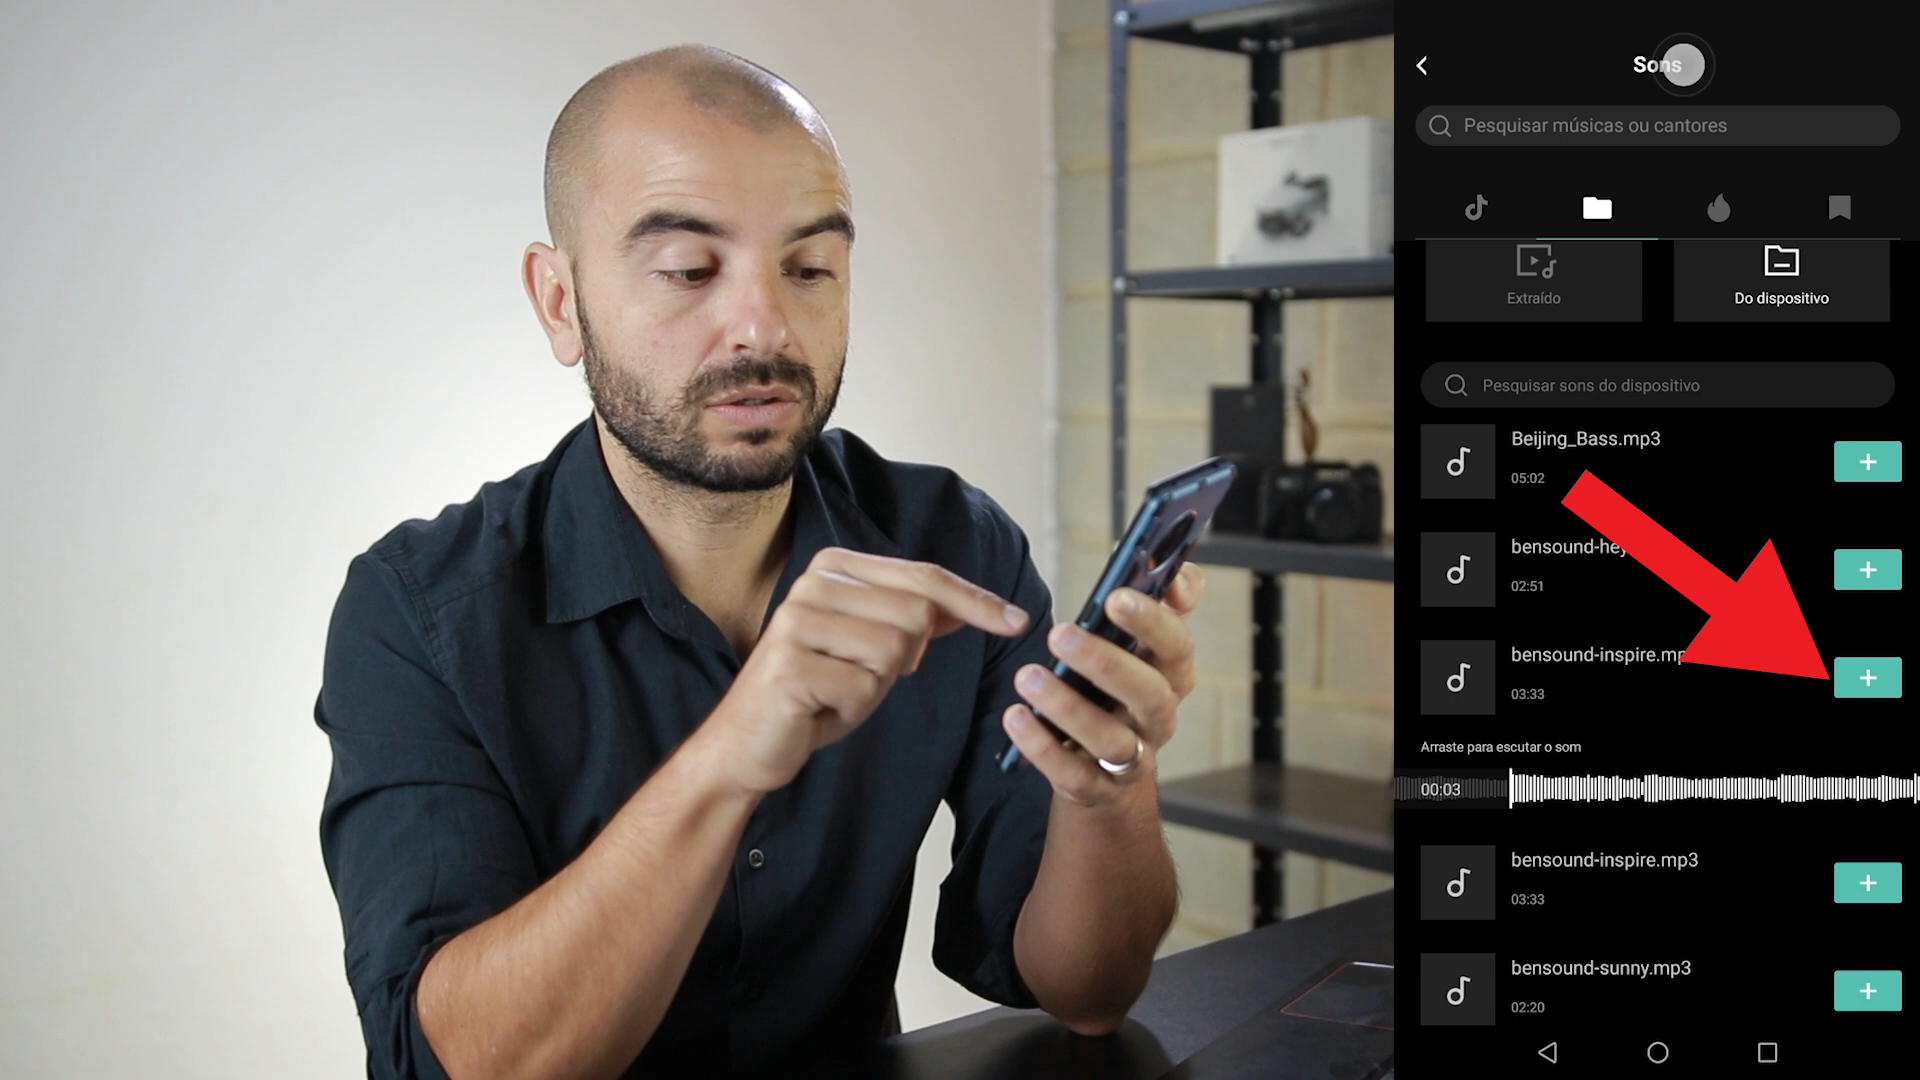 Sons
Pesquisar músicas ou cantores
Extraído
Do dispositivo
Pesquisar sons do dispositivo
Beijing_Bass.mp3
05:02
bensound-hey
02:51
bensound-inspire.mp
03:33
Arraste para escutar o som
00:03
bensound-inspire.mp3
03:33
bensound-sunny.mp3
02:20